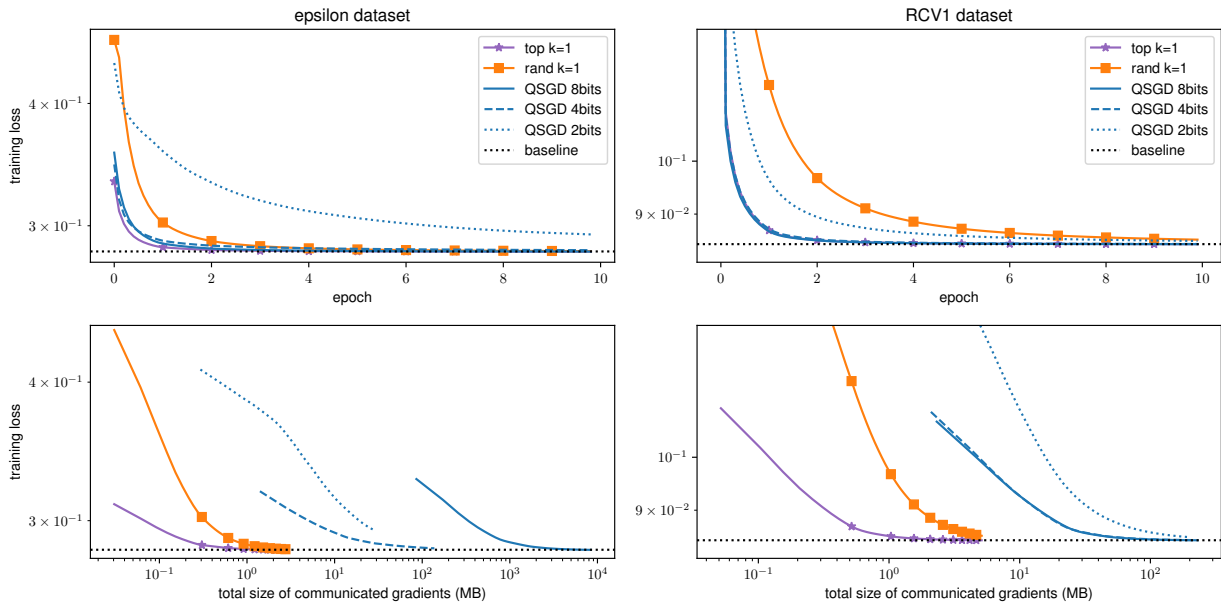 epsilon dataset
RCV1 dataset
training loss
4 × 10⁻¹
3 × 10⁻¹
top k=1
rand k=1
QSGD 8bits
QSGD 4bits
QSGD 2bits
baseline
0 2 4 6 8 10
epoch
10⁻¹
9 × 10⁻²
top k=1
rand k=1
QSGD 8bits
QSGD 4bits
QSGD 2bits
baseline
0 2 4 6 8 10
epoch
training loss
4 × 10⁻¹
3 × 10⁻¹
10⁻¹ 10⁰ 10¹ 10² 10³ 10⁴
total size of communicated gradients (MB)
10⁻¹
9 × 10⁻²
10⁻¹ 10⁰ 10¹ 10²
total size of communicated gradients (MB)